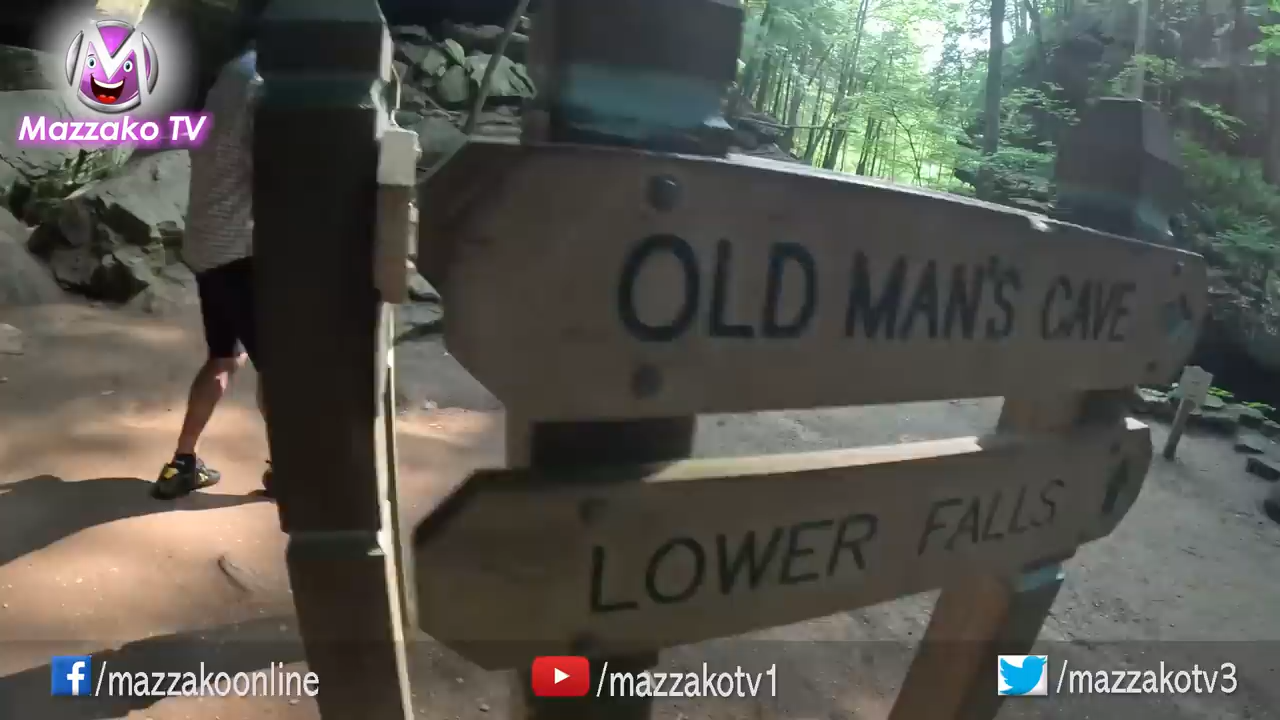 Mazzako TV
OLD MAN'S CAVE
LOWER FALLS
/mazzakoonline
/mazzakotv1
/mazzakotv3